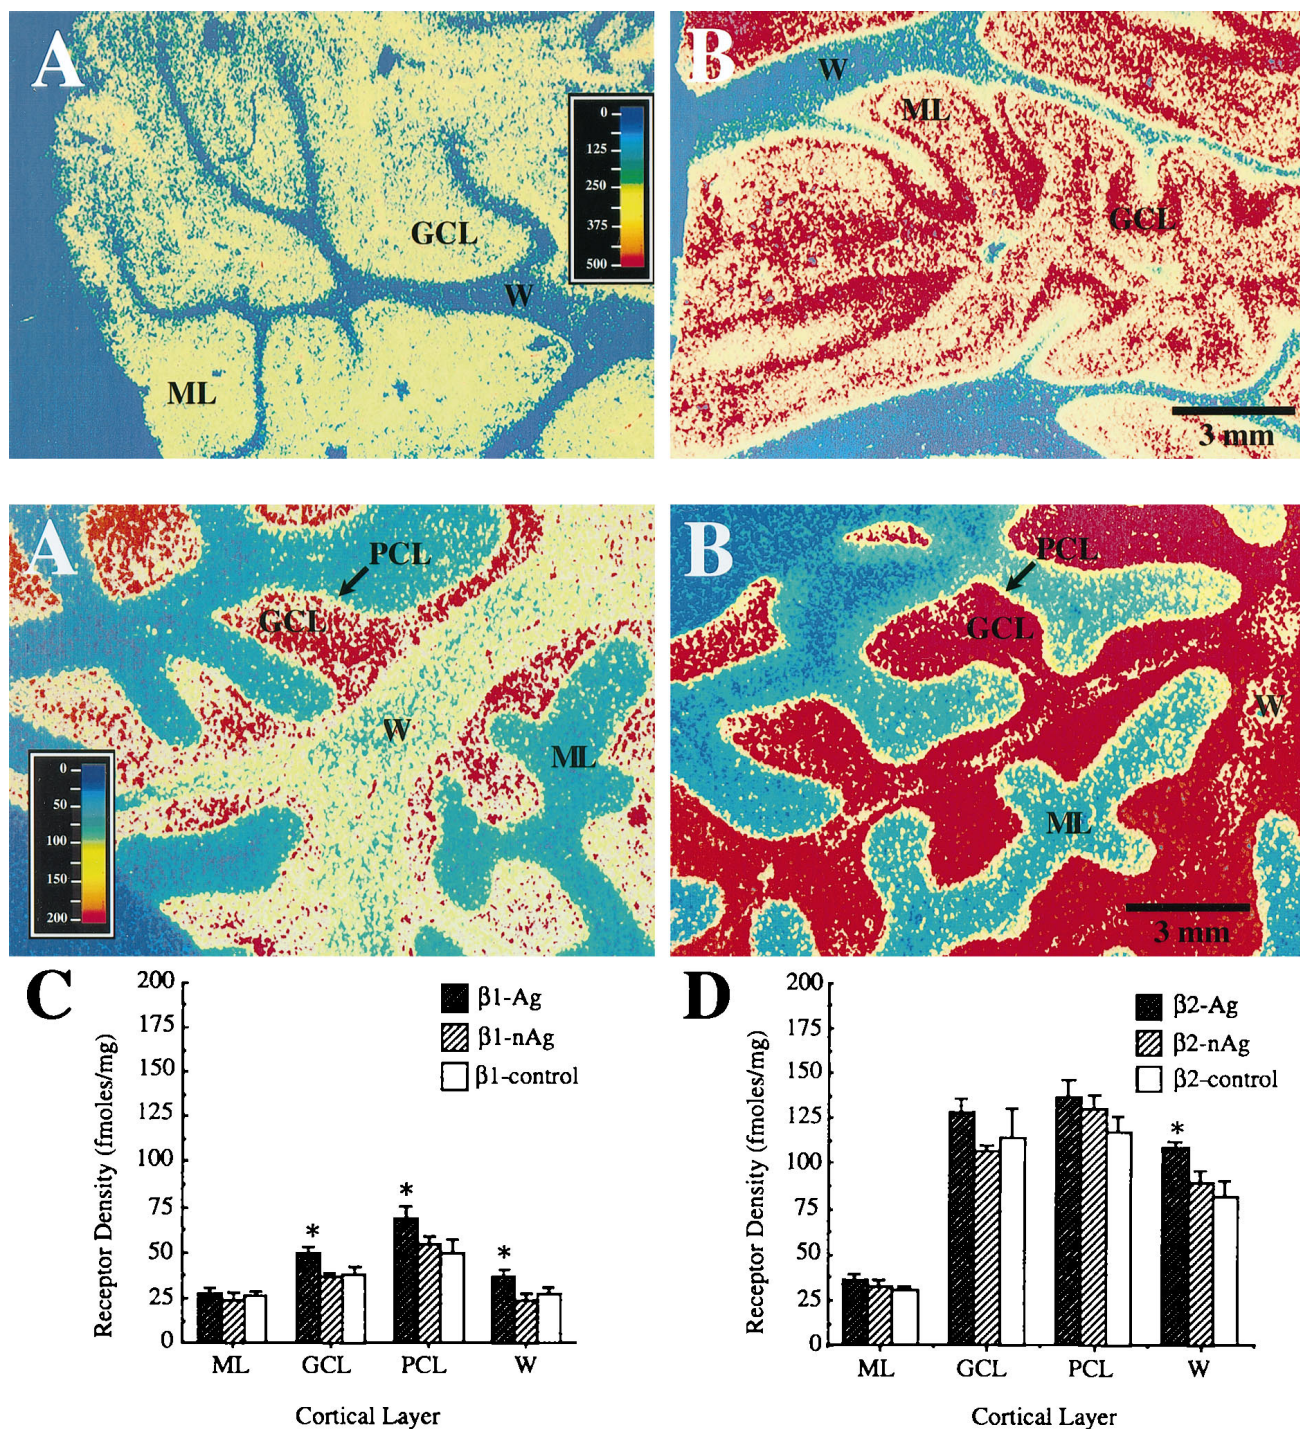 A
0
125
250
375
500
GCL
W
ML
B
W
ML
GCL
3 mm
A
PCL
GCL
W
ML
0
50
100
150
200
B
PCL
GCL
W
ML
3 mm
C
200
175
150
125
100
75
50
25
0
Receptor Density (fmoles/mg)
β1-Ag
β1-nAg
β1-control
* * *
ML GCL PCL W
Cortical Layer
D
200
175
150
125
100
75
50
25
0
Receptor Density (fmoles/mg)
β2-Ag
β2-nAg
β2-control
*
ML GCL PCL W
Cortical Layer